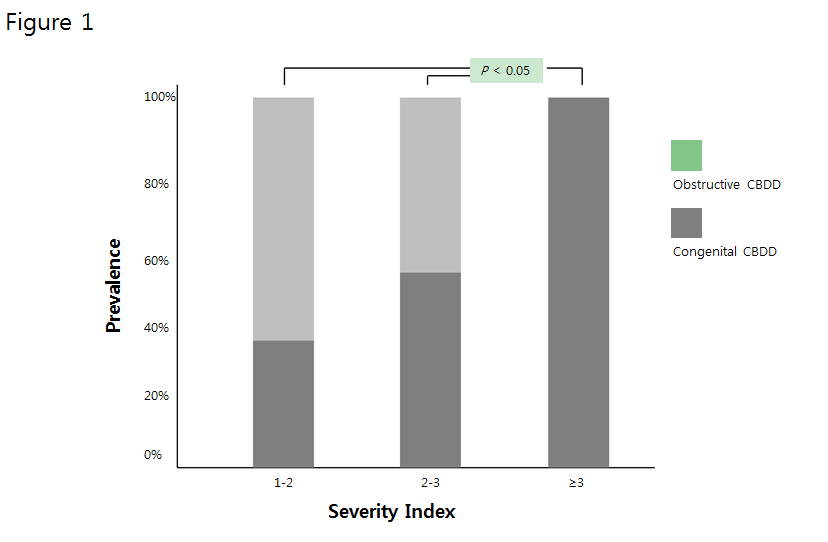 Figure 1
P < 0.05
100%
80%
60%
40%
20%
0%
Prevalence
1-2
2-3
≥3
Severity Index
Obstructive CBDD
Congenital CBDD